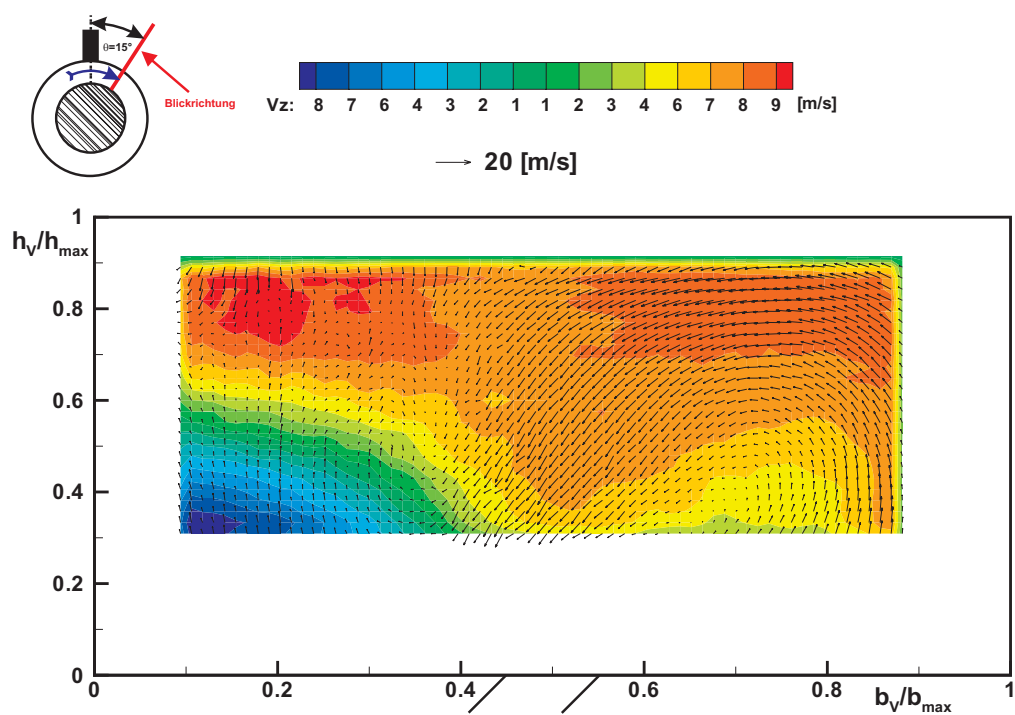 θ=15°
Blickrichtung
Vz: 8 7 6 4 3 2 1 1 2 3 4 6 7 8 9 [m/s]
20 [m/s]
1
hV/hmax
0.8
0.6
0.4
0.2
0
0 0.2 0.4 0.6 0.8 1
bV/bmax